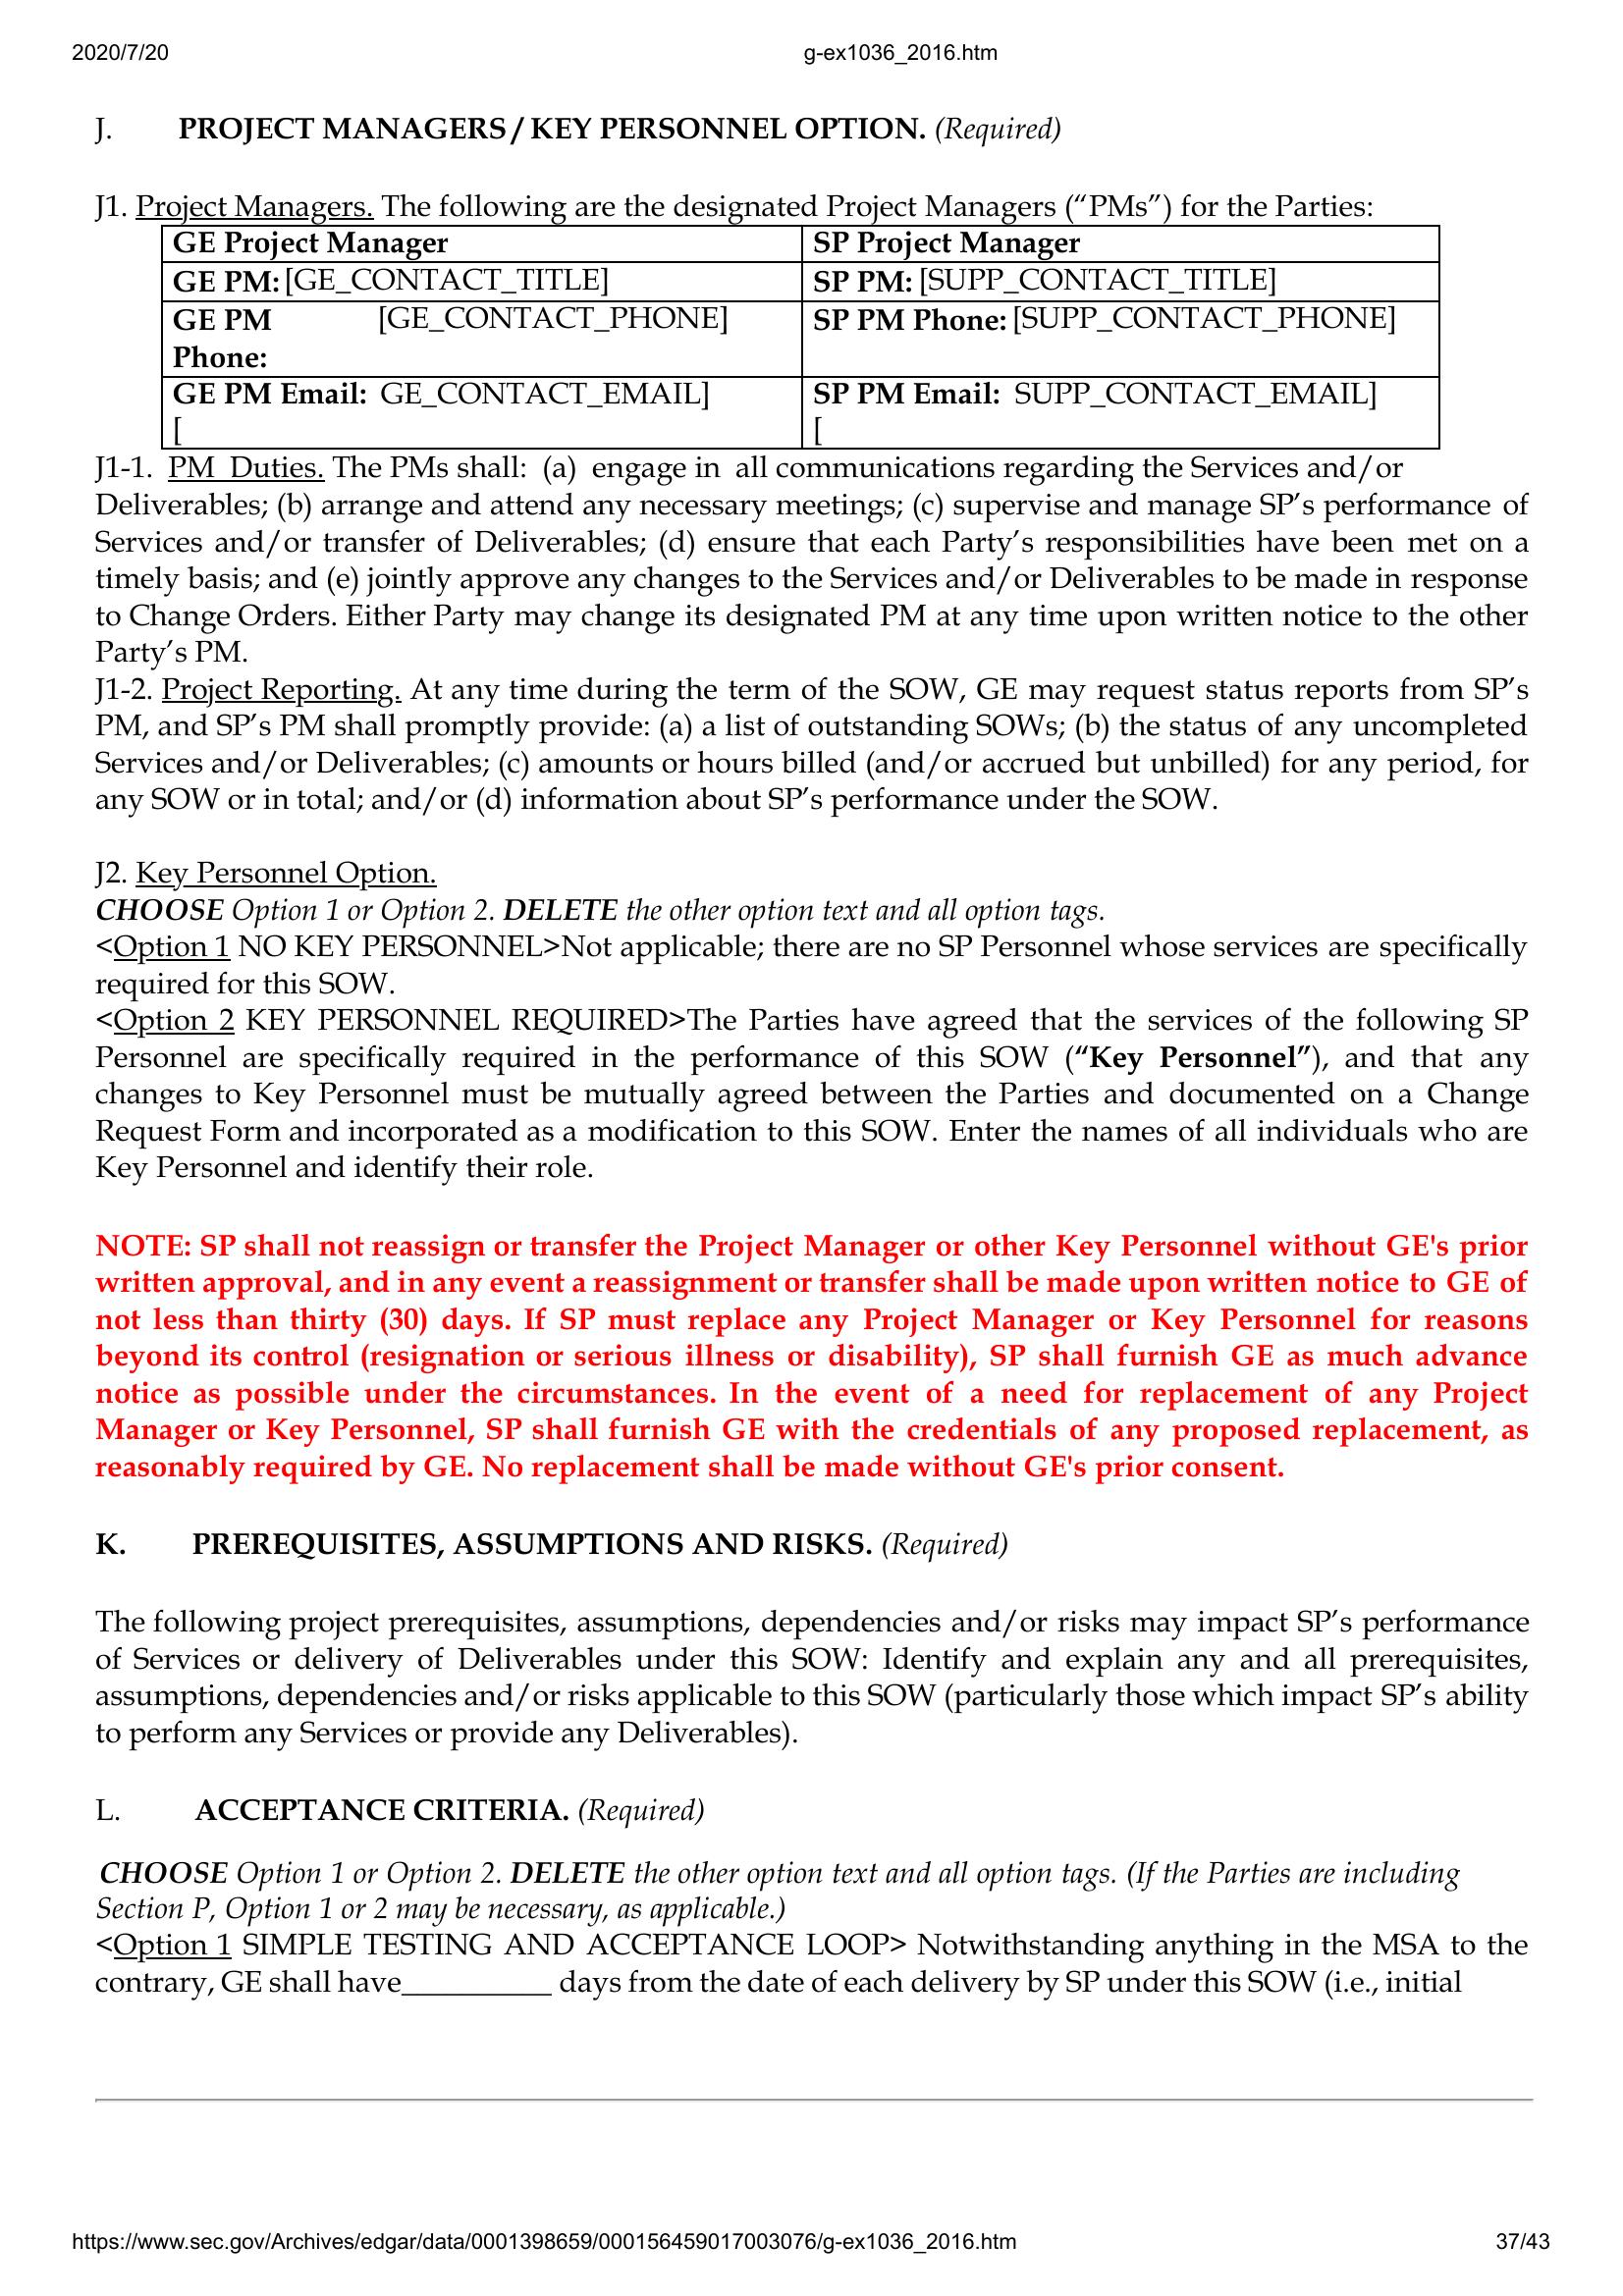 2020/7/20 g-ex1036_2016.htm
J. PROJECT MANAGERS / KEY PERSONNEL OPTION. (Required)
J1. Project Managers. The following are the designated Project Managers (“PMs”) for the Parties:
GE Project Manager SP Project Manager
GE PM: [GE_CONTACT_TITLE] SP PM: [SUPP_CONTACT_TITLE]
GE PM [GE_CONTACT_PHONE] SP PM Phone: [SUPP_CONTACT_PHONE]
Phone:
GE PM Email: GE_CONTACT_EMAIL] SP PM Email: SUPP_CONTACT_EMAIL]
[ [
J1-1. PM Duties. The PMs shall: (a) engage in all communications regarding the Services and/or
Deliverables; (b) arrange and attend any necessary meetings; (c) supervise and manage SP’s performance of
Services and/or transfer of Deliverables; (d) ensure that each Party’s responsibilities have been met on a
timely basis; and (e) jointly approve any changes to the Services and/or Deliverables to be made in response
to Change Orders. Either Party may change its designated PM at any time upon written notice to the other
Party’s PM.
J1-2. Project Reporting. At any time during the term of the SOW, GE may request status reports from SP’s
PM, and SP’s PM shall promptly provide: (a) a list of outstanding SOWs; (b) the status of any uncompleted
Services and/or Deliverables; (c) amounts or hours billed (and/or accrued but unbilled) for any period, for
any SOW or in total; and/or (d) information about SP’s performance under the SOW.
J2. Key Personnel Option.
CHOOSE Option 1 or Option 2. DELETE the other option text and all option tags.
<Option 1 NO KEY PERSONNEL>Not applicable; there are no SP Personnel whose services are specifically
required for this SOW.
<Option 2 KEY PERSONNEL REQUIRED>The Parties have agreed that the services of the following SP
Personnel are specifically required in the performance of this SOW (“Key Personnel”), and that any
changes to Key Personnel must be mutually agreed between the Parties and documented on a Change
Request Form and incorporated as a modification to this SOW. Enter the names of all individuals who are
Key Personnel and identify their role.
NOTE: SP shall not reassign or transfer the Project Manager or other Key Personnel without GE's prior
written approval, and in any event a reassignment or transfer shall be made upon written notice to GE of
not less than thirty (30) days. If SP must replace any Project Manager or Key Personnel for reasons
beyond its control (resignation or serious illness or disability), SP shall furnish GE as much advance
notice as possible under the circumstances. In the event of a need for replacement of any Project
Manager or Key Personnel, SP shall furnish GE with the credentials of any proposed replacement, as
reasonably required by GE. No replacement shall be made without GE's prior consent.
K. PREREQUISITES, ASSUMPTIONS AND RISKS. (Required)
The following project prerequisites, assumptions, dependencies and/or risks may impact SP’s performance
of Services or delivery of Deliverables under this SOW: Identify and explain any and all prerequisites,
assumptions, dependencies and/or risks applicable to this SOW (particularly those which impact SP’s ability
to perform any Services or provide any Deliverables).
L. ACCEPTANCE CRITERIA. (Required)
CHOOSE Option 1 or Option 2. DELETE the other option text and all option tags. (If the Parties are including
Section P, Option 1 or 2 may be necessary, as applicable.)
<Option 1 SIMPLE TESTING AND ACCEPTANCE LOOP> Notwithstanding anything in the MSA to the
contrary, GE shall have__________ days from the date of each delivery by SP under this SOW (i.e., initial
https://www.sec.gov/Archives/edgar/data/0001398659/000156459017003076/g-ex1036_2016.htm 37/43